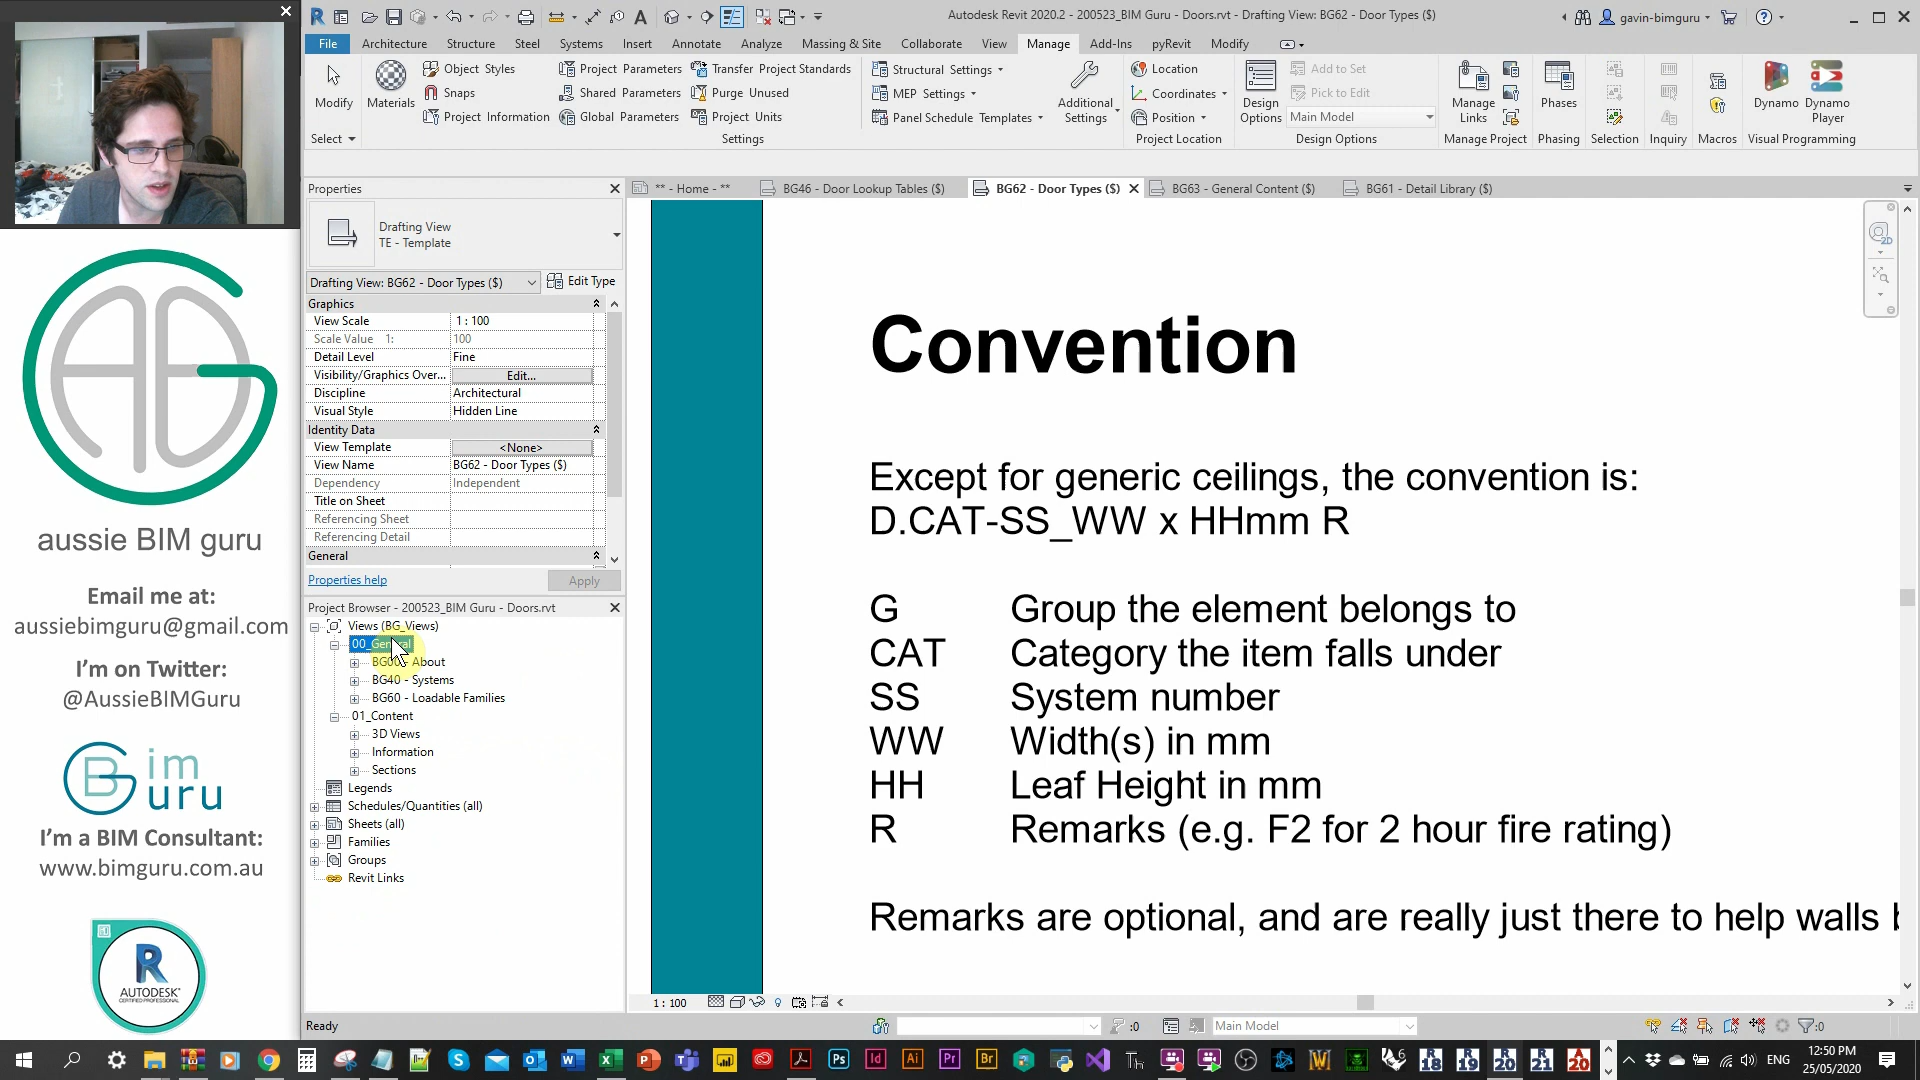 Autodesk Revit 2020.2 - 200523_BIM Guru - Doors.rvt - Drafting View: BG62 - Door Types ($)
gavin-bimguru
File Architecture Structure Steel Systems Insert Annotate Analyze Massing & Site Collaborate View Manage Add-Ins pyRevit Modify
Modify
Select
Materials
Object Styles
Snaps
Project Information
Project Parameters
Shared Parameters
Global Parameters
Transfer Project Standards
Purge Unused
Project Units
Settings
Structural Settings
MEP Settings
Panel Schedule Templates
Additional
Settings
Location
Coordinates
Position
Project Location
Design
Options
Add to Set
Pick to Edit
Main Model
Design Options
Manage
Links
Manage Project
Phases
Phasing
Selection
Inquiry
Macros
Dynamo
Dynamo
Player
Visual Programming
Properties
Drafting View
TE - Template
Drafting View: BG62 - Door Types ($)
Edit Type
Graphics
View Scale 1 : 100
Scale Value 1: 100
Detail Level Fine
Visibility/Graphics Over... Edit...
Discipline Architectural
Visual Style Hidden Line
Identity Data
View Template <None>
View Name BG62 - Door Types ($)
Dependency Independent
Title on Sheet
Referencing Sheet
Referencing Detail
General
Properties help Apply
Project Browser - 200523_BIM Guru - Doors.rvt
Views (BG_Views)
00_General
BG00 - About
BG40 - Systems
BG60 - Loadable Families
01_Content
3D Views
Information
Sections
Legends
Schedules/Quantities (all)
Sheets (all)
Families
Groups
Revit Links
** - Home - ** BG46 - Door Lookup Tables ($) BG62 - Door Types ($) BG63 - General Content ($) BG61 - Detail Library ($)
Convention
Except for generic ceilings, the convention is:
D.CAT-SS_WW x HHmm R
G Group the element belongs to
CAT Category the item falls under
SS System number
WW Width(s) in mm
HH Leaf Height in mm
R Remarks (e.g. F2 for 2 hour fire rating)
Remarks are optional, and are really just there to help walls
1 : 100
Ready
:0
Main Model
:0
aussie BIM guru
Email me at:
aussiebimguru@gmail.com
I'm on Twitter:
@AussieBIMGuru
Bim
Guru
I'm a BIM Consultant:
www.bimguru.com.au
R
AUTODESK
CERTIFIED PROFESSIONAL
ENG
12:50 PM
25/05/2020